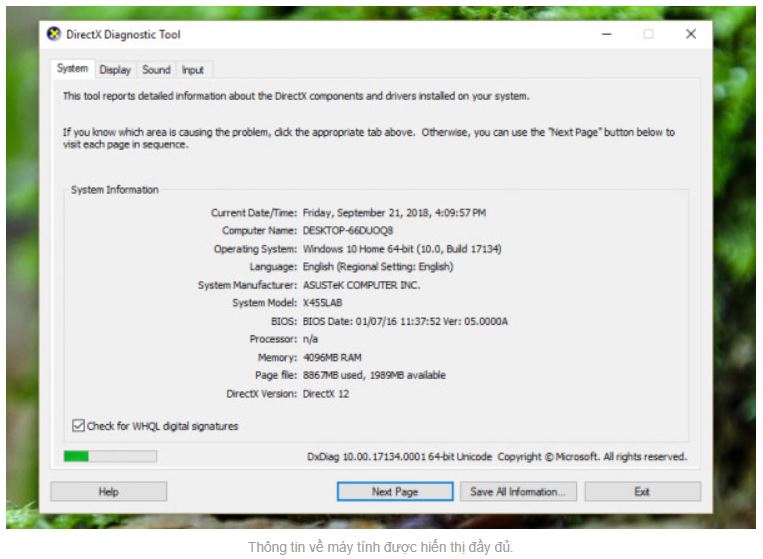 DirectX Diagnostic Tool
System Display Sound Input
This tool reports detailed information about the DirectX components and drivers installed on your system.
If you know which area is causing the problem, click the appropriate tab above. Otherwise, you can use the "Next Page" button below to
visit each page in sequence.
System Information
Current Date/Time: Friday, September 21, 2018, 4:09:57 PM
Computer Name: DESKTOP-66DUOQ8
Operating System: Windows 10 Home 64-bit (10.0, Build 17134)
Language: English (Regional Setting: English)
System Manufacturer: ASUSTeK COMPUTER INC.
System Model: X455LAB
BIOS: BIOS Date: 01/07/16 11:37:52 Ver: 05.0000A
Processor: n/a
Memory: 4096MB RAM
Page file: 8867MB used, 1989MB available
DirectX Version: DirectX 12
Check for WHQL digital signatures
DxDiag 10.00.17134.0001 64-bit Unicode Copyright © Microsoft. All rights reserved.
Help Next Page Save All Information... Exit
Thông tin về máy tính được hiển thị đầy đủ.